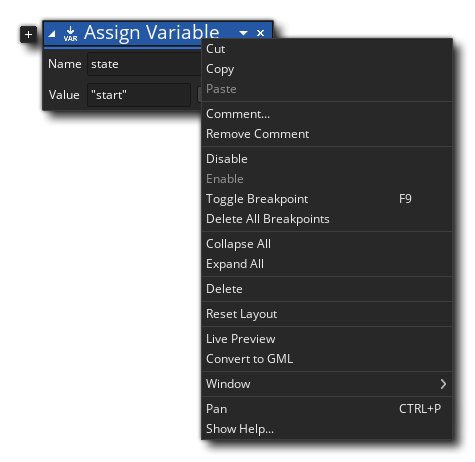 +
VAR Assign Variable
Name state
Value "start"
Cut
Copy
Paste
Comment...
Remove Comment
Disable
Enable
Toggle Breakpoint F9
Delete All Breakpoints
Collapse All
Expand All
Delete
Reset Layout
Live Preview
Convert to GML
Window
Pan CTRL+P
Show Help...